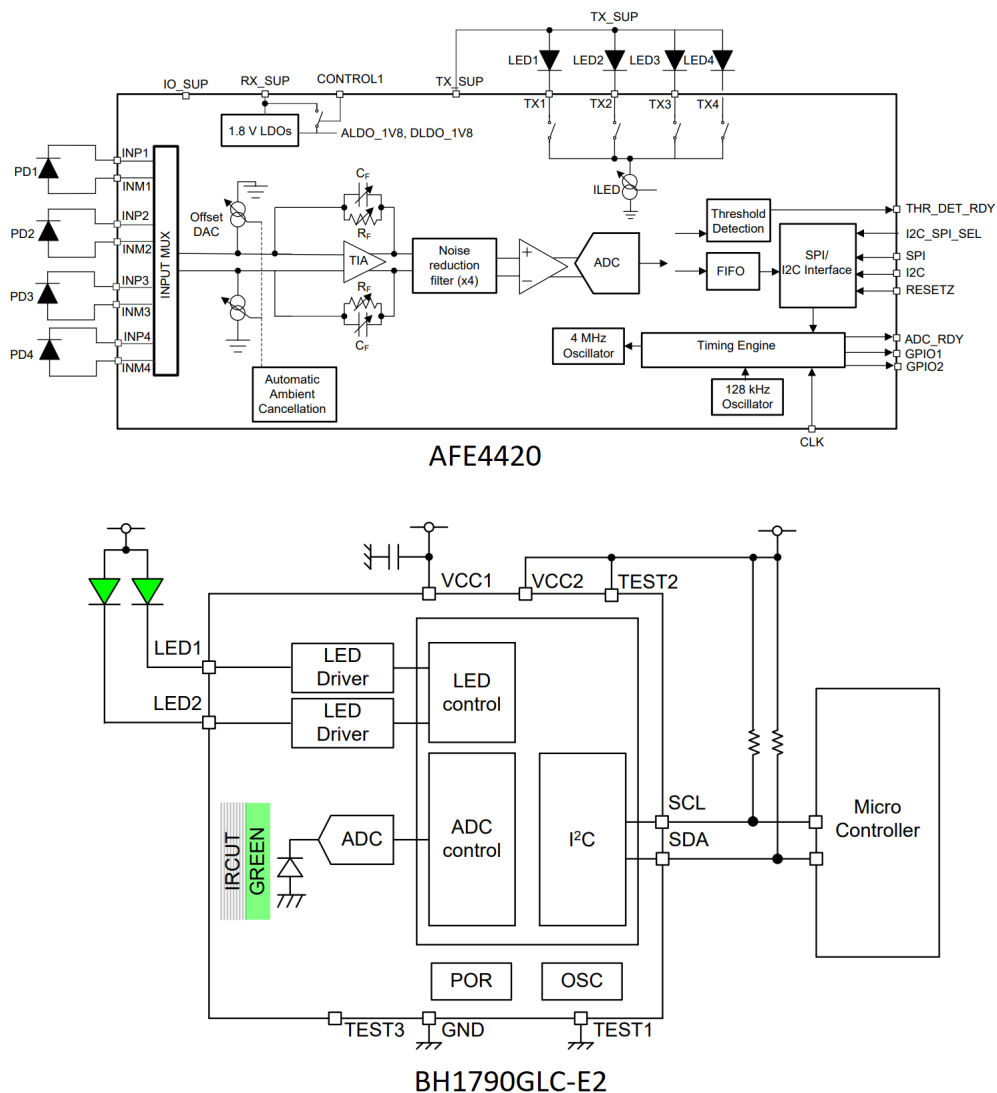 TX_SUP
LED1
LED2
LED3
LED4
IO_SUP
RX_SUP
CONTROL1
TX_SUP
TX1
TX2
TX3
TX4
1.8 V LDOs
ALDO_1V8, DLDO_1V8
PD1
INP1
INM1
PD2
INP2
INM2
PD3
INP3
INM3
PD4
INP4
INM4
INPUT MUX
Offset
DAC
CF
RF
TIA
RF
CF
Noise
reduction
filter (x4)
+
−
ADC
ILED
Threshold
Detection
FIFO
SPI/
I2C Interface
THR_DET_RDY
I2C_SPI_SEL
SPI
I2C
RESETZ
4 MHz
Oscillator
Timing Engine
ADC_RDY
GPIO1
GPIO2
128 kHz
Oscillator
Automatic
Ambient
Cancellation
CLK
AFE4420
VCC1
VCC2
TEST2
LED1
LED2
LED
Driver
LED
Driver
LED
control
IRCUT
GREEN
ADC
ADC
control
I²C
SCL
SDA
Micro
Controller
POR
OSC
TEST3
GND
TEST1
BH1790GLC-E2